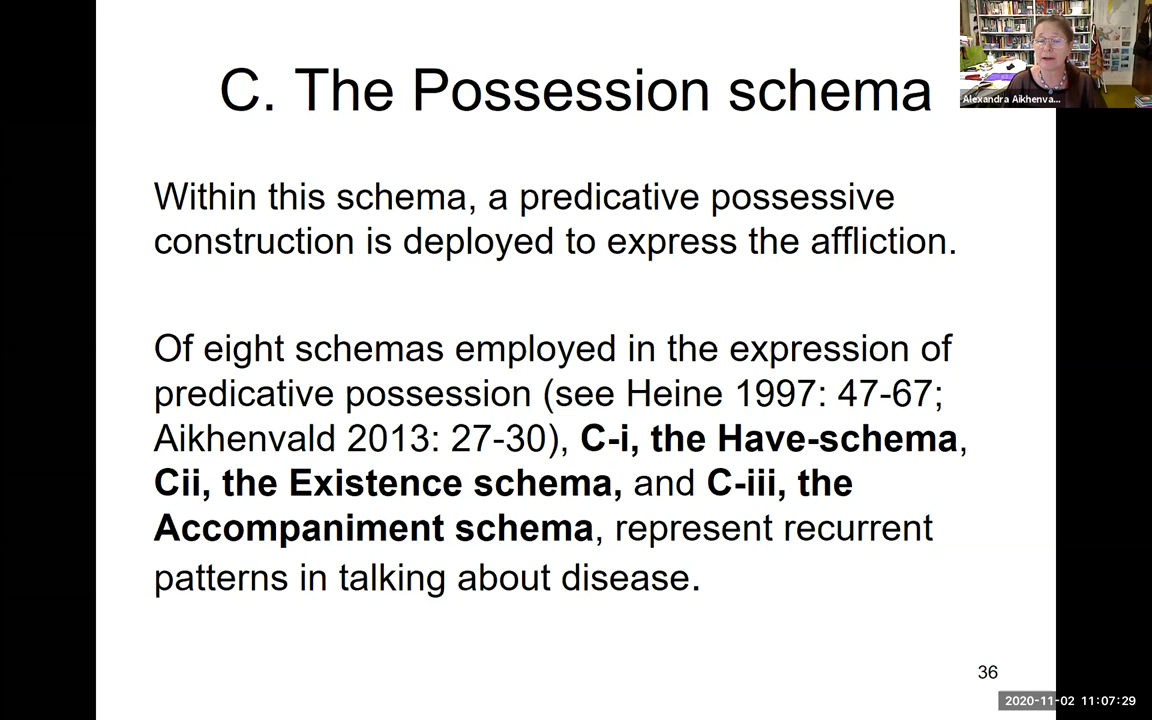 C. The Possession schema
Alexandra Aikhenva...
Within this schema, a predicative possessive
construction is deployed to express the affliction.
Of eight schemas employed in the expression of
predicative possession (see Heine 1997: 47-67;
Aikhenvald 2013: 27-30), C-i, the Have-schema,
Cii, the Existence schema, and C-iii, the
Accompaniment schema, represent recurrent
patterns in talking about disease.
36
2020-11-02 11:07:29